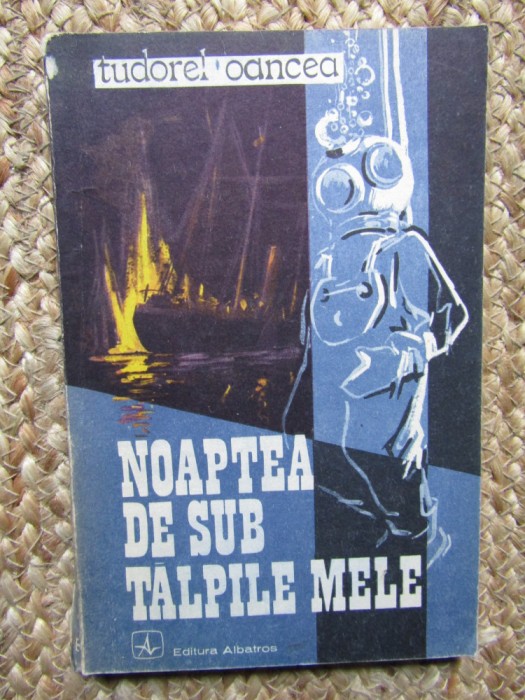 tudorel oancea
NOAPTEA
DE SUB
TĂLPILE MELE
Editura Albatros